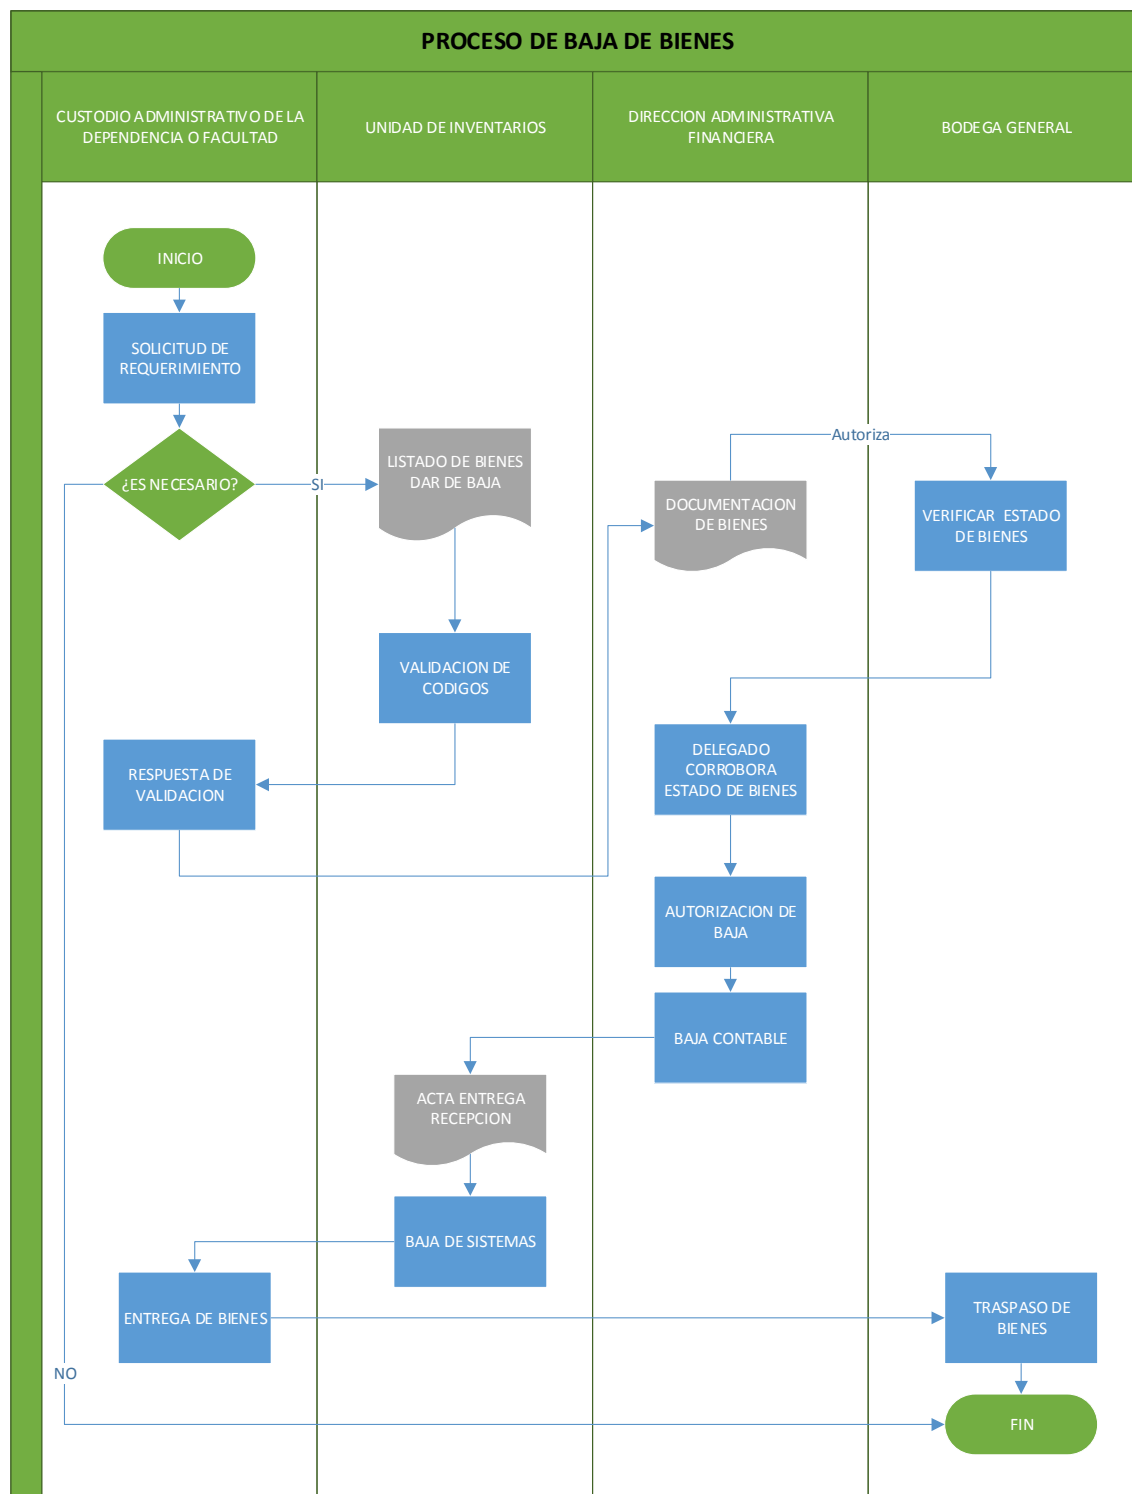 PROCESO DE BAJA DE BIENES
CUSTODIO ADMINISTRATIVO DE LA
DEPENDENCIA O FACULTAD
UNIDAD DE INVENTARIOS
DIRECCION ADMINISTRATIVA
FINANCIERA
BODEGA GENERAL
INICIO
SOLICITUD DE
REQUERIMIENTO
¿ES NECESARIO?
SI
LISTADO DE BIENES
DAR DE BAJA
Autoriza
DOCUMENTACION
DE BIENES
VERIFICAR ESTADO
DE BIENES
VALIDACION DE
CODIGOS
RESPUESTA DE
VALIDACION
DELEGADO
CORROBORA
ESTADO DE BIENES
AUTORIZACION DE
BAJA
BAJA CONTABLE
ACTA ENTREGA
RECEPCION
BAJA DE SISTEMAS
ENTREGA DE BIENES
TRASPASO DE
BIENES
NO
FIN